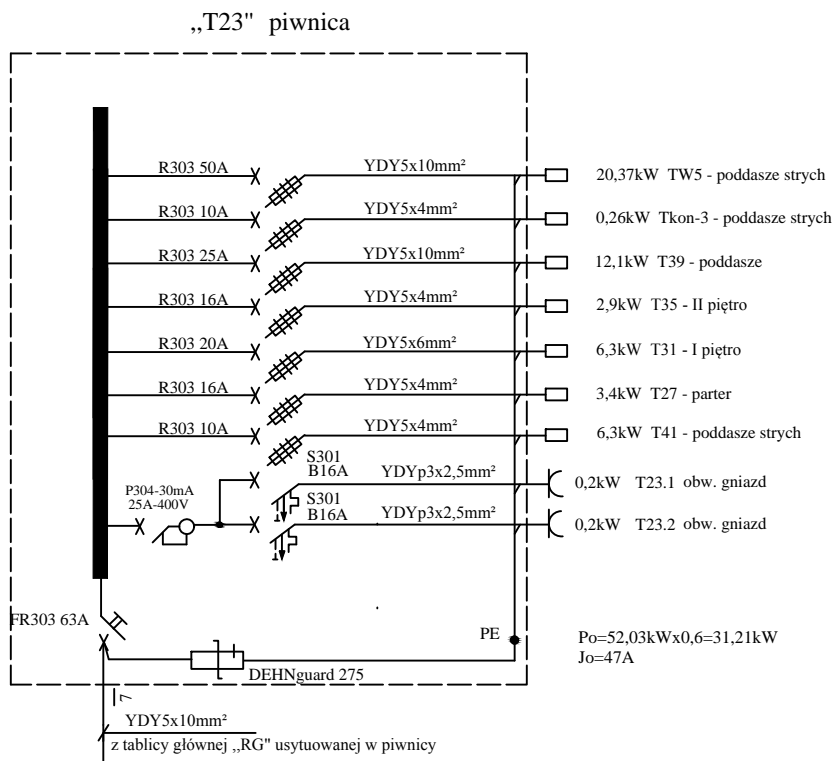 ,,T23" piwnica
R303 50A YDY5x10mm² 20,37kW TW5 - poddasze strych
R303 10A YDY5x4mm² 0,26kW Tkon-3 - poddasze strych
R303 25A YDY5x10mm² 12,1kW T39 - poddasze
R303 16A YDY5x4mm² 2,9kW T35 - II piętro
R303 20A YDY5x6mm² 6,3kW T31 - I piętro
R303 16A YDY5x4mm² 3,4kW T27 - parter
R303 10A YDY5x4mm² 6,3kW T41 - poddasze strych
S301
B16A YDYp3x2,5mm² 0,2kW T23.1 obw. gniazd
P304-30mA
25A-400V
S301
B16A YDYp3x2,5mm² 0,2kW T23.2 obw. gniazd
FR303 63A
PE
Po=52,03kWx0,6=31,21kW
Jo=47A
DEHNguard 275
7
YDY5x10mm²
z tablicy głównej ,,RG" usytuowanej w piwnicy